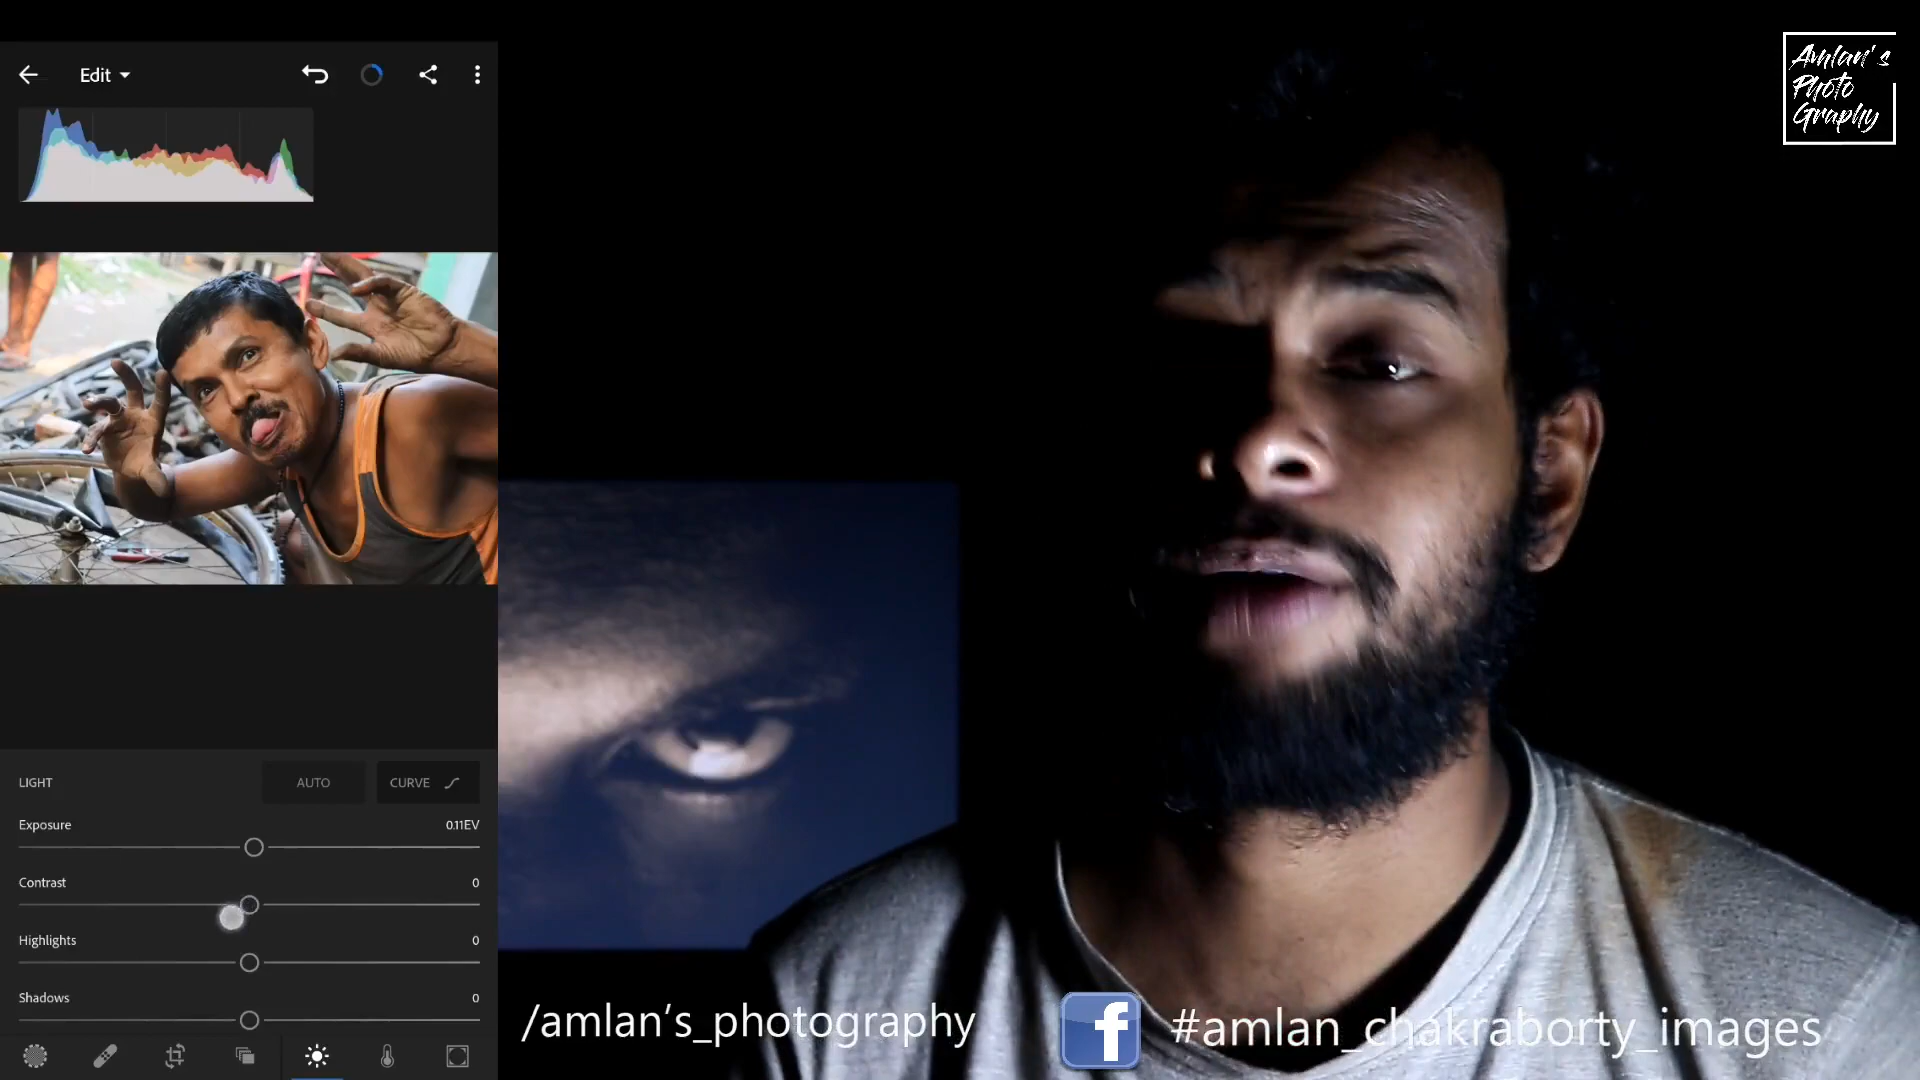 Edit
Amlan's
Photo
Graphy
LIGHT
AUTO
CURVE
Exposure
0.11EV
Contrast
0
Highlights
0
Shadows
0
/amlan's_photography
f
#amlan_chakraborty_images